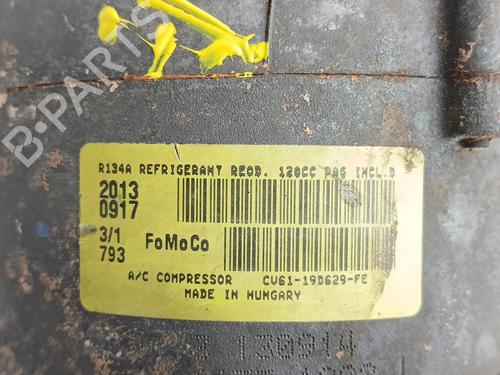 B-PARTS
R134A REFRIGERANT REQD. 120CC PAG INCL.D
2013
0917
3/1
793
FoMoCo
A/C COMPRESSOR CV61-19D629-FE
MADE IN HUNGARY
130914